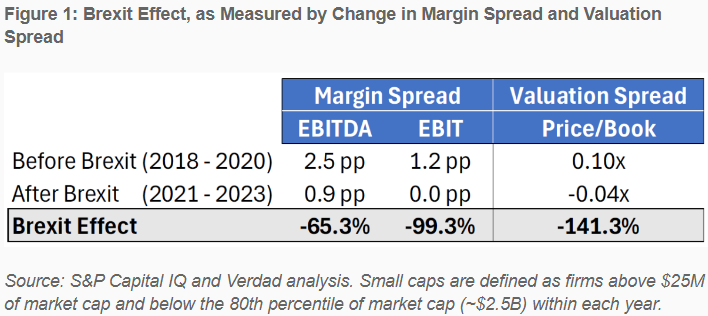 Figure 1: Brexit Effect, as Measured by Change in Margin Spread and Valuation
Spread
Margin Spread Valuation Spread
EBITDA EBIT Price/Book
Before Brexit (2018 - 2020) 2.5 pp 1.2 pp 0.10x
After Brexit (2021 - 2023) 0.9 pp 0.0 pp -0.04x
Brexit Effect -65.3% -99.3% -141.3%
Source: S&P Capital IQ and Verdad analysis. Small caps are defined as firms above $25M
of market cap and below the 80th percentile of market cap (~$2.5B) within each year.